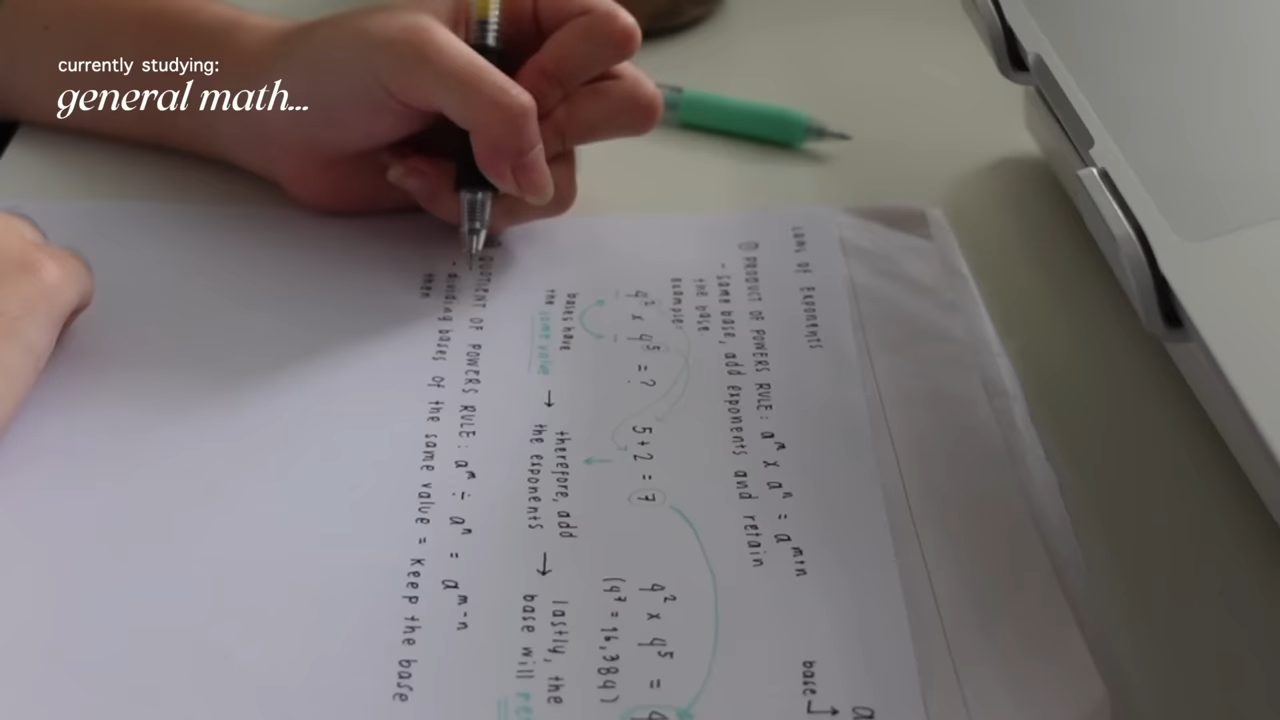 currently studying:
general math...
Laws of Exponents
a
base
① PRODUCT OF POWERS RULE: aᵐ x aⁿ = aᵐ⁺ⁿ
- same base, add exponents and retain
the base
example:
4² x 4⁵ = ? 5+2 = 7 4² x 4⁵ = 4
(4⁷ = 16,384)
bases have
the same value → therefore, add
the exponents → lastly, the
base will
QUOTIENT OF POWERS RULE: aᵐ ÷ aⁿ = aᵐ⁻ⁿ
- dividing bases of the same value = keep the base
then